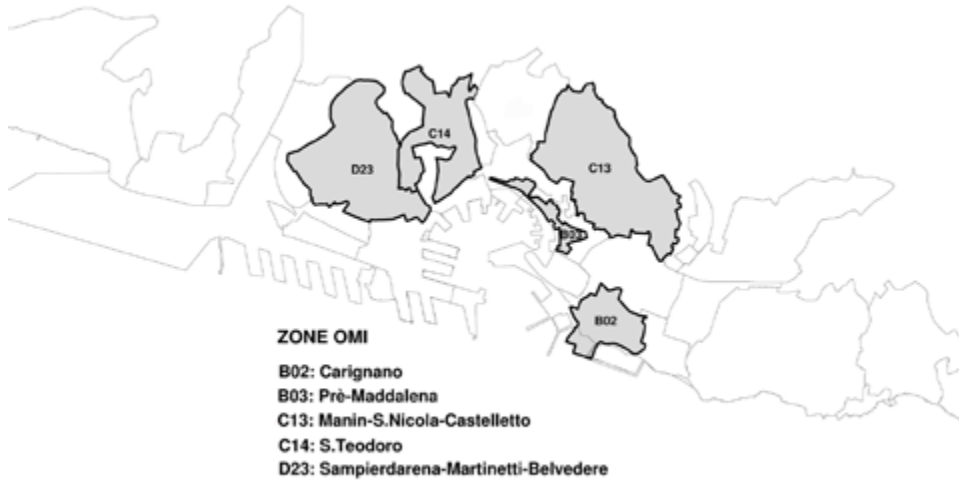 C14
D23
C13
B03
B02
ZONE OMI
B02: Carignano
B03: Prè-Maddalena
C13: Manin-S.Nicola-Castelletto
C14: S.Teodoro
D23: Sampierdarena-Martinetti-Belvedere